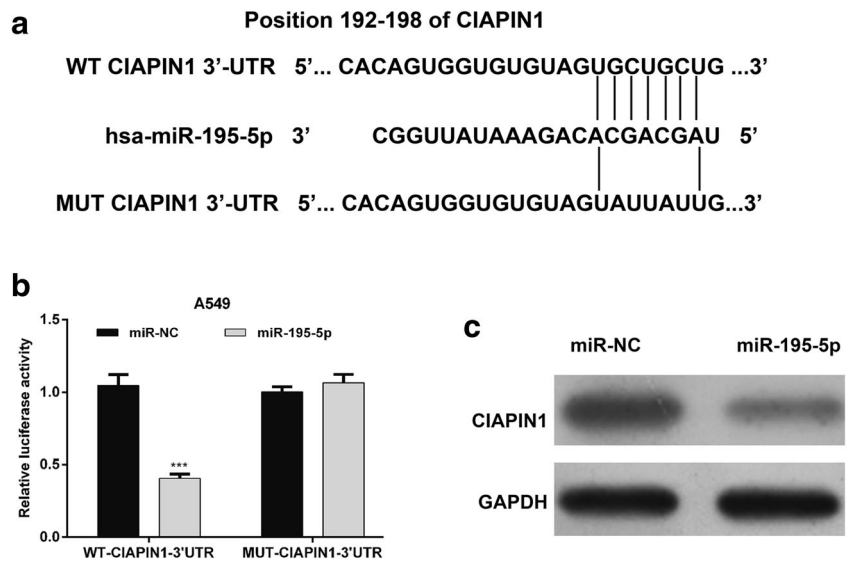 a
Position 192-198 of CIAPIN1
WT CIAPIN1 3’-UTR 5’... CACAGUGGUGUGUAGUGCUGCUG ...3’
hsa-miR-195-5p 3’ CGGUUAUAAAGACACGACGAU 5’
MUT CIAPIN1 3’-UTR 5’... CACAGUGGUGUGUAGUAUUAUUG...3’
b
A549
miR-NC miR-195-5p
Relative luciferase activity
1.5
1.0
0.5
0.0
***
WT-CIAPIN1-3'UTR MUT-CIAPIN1-3'UTR
c
miR-NC miR-195-5p
CIAPIN1
GAPDH